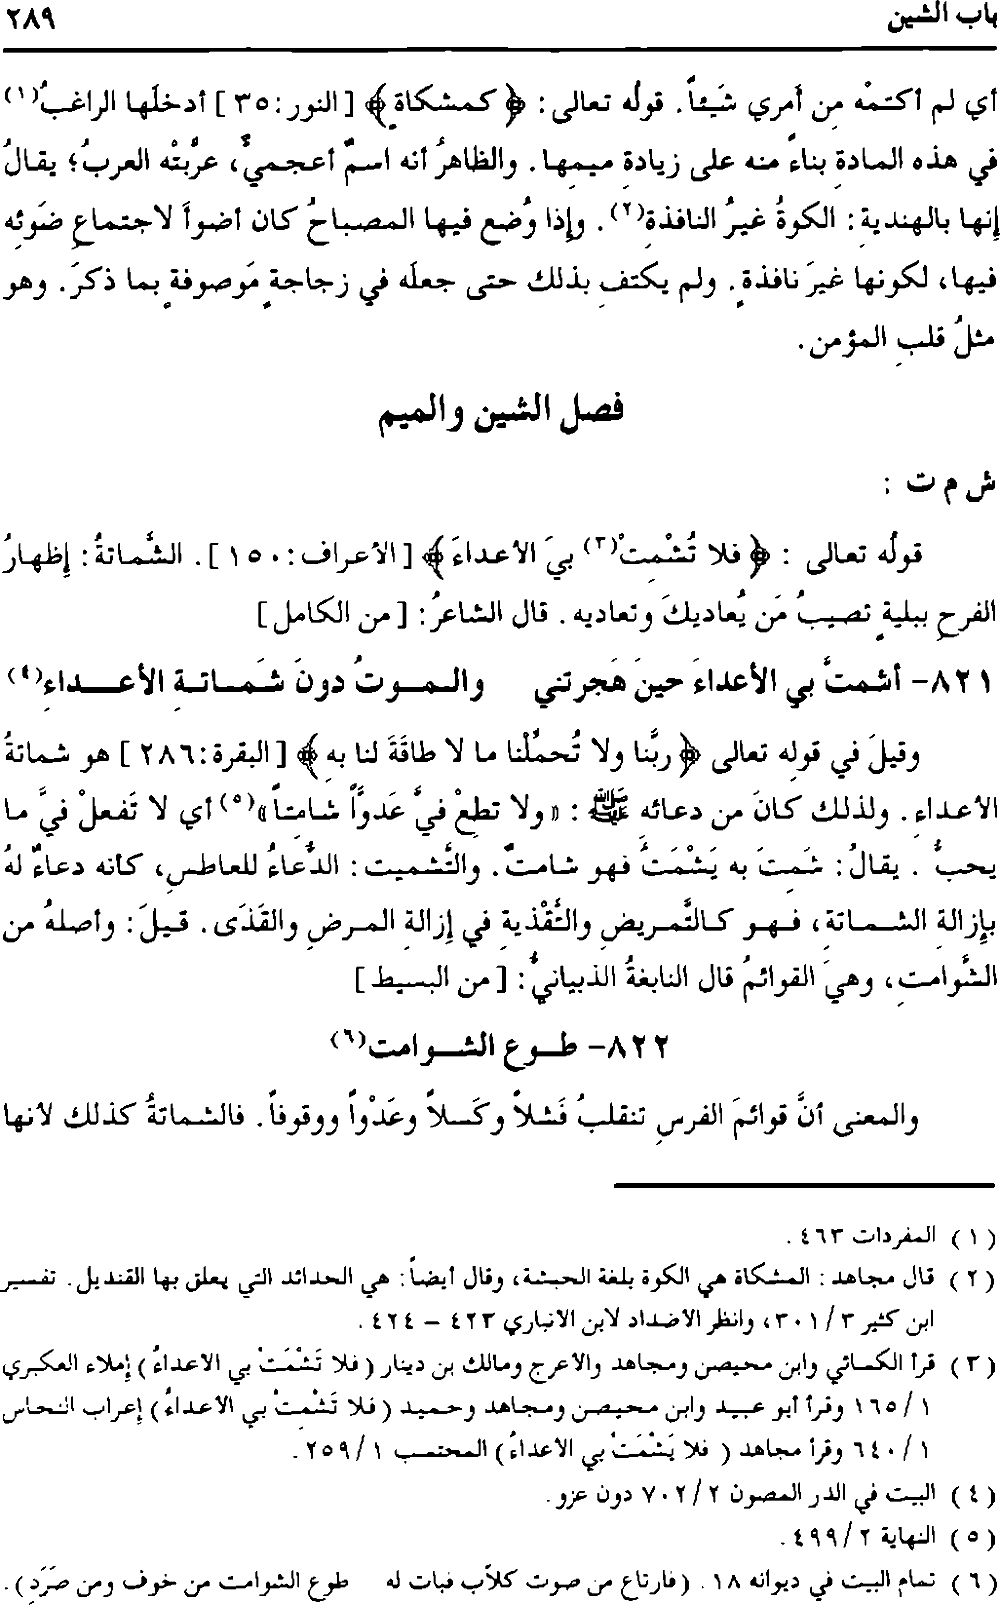 باب الشين ٢٨٩
أي لم أكتمْه مِن أمري شَيئاً. قولُه تعالى: ﴿كمشكاةٍ﴾ [النور: ٣٥] أدخلَها الراغبُ(١)
في هذه المادةِ بناءً منه على زيادةِ ميمِها. والظاهرُ أنه اسمٌ أعجميٌّ، عرَّبتْه العربُ؛ يقالُ
إنها بالهنديةِ: الكوةُ غيرُ النافذةِ(٢). وإذا وُضع فيها المصباحُ كان أضوأَ لاجتماعِ ضَوئِه
فيها، لكونها غيرَ نافذةٍ. ولم يكتفِ بذلك حتى جعلَه في زجاجةٍ مَوصوفةٍ بما ذكرَ. وهو
مثلُ قلبِ المؤمنِ.
فصل الشين والميم
ش م ت :
قولُه تعالى : ﴿فلا تُشْمِتْ(٣) بيَ الأعداءَ﴾ [الأعراف: ١٥٠]. الشَّماتةُ: إظهارُ
الفرحِ ببليةٍ تصيبُ مَن يُعاديكَ وتعاديه. قال الشاعرُ: [من الكامل]
٨٢١- أشمتَّ بي الأعداءَ حينَ هَجرتني والموتُ دونَ شَماتةِ الأعداءِ(٤)
وقيلَ في قولِه تعالى ﴿ربَّنا ولا تُحمِّلْنا ما لا طاقَةَ لنا بهِ﴾ [البقرة: ٢٨٦] هو شماتةُ
الأعداءِ. ولذلك كانَ من دعائه ﷺ: «ولا تطعْ فيَّ عَدوًّا شامتاً»(٥) أي لا تَفعلْ فيَّ ما
يحبُّ. يقالُ: شَمِتَ به يَشْمَتُ فهو شامتٌ. والتَّشميت: الدُّعاءُ للعاطسِ، كأنه دعاءٌ لهُ
بإزالةِ الشماتةِ، فهو كالتَّمريضِ والتَّقْذيةِ في إزالةِ المرضِ والقَذَى. قيلَ: وأصلهُ من
الشَّوامتِ، وهيَ القوائمُ قال النابغةُ الذبيانيُّ: [من البسيط]
٨٢٢- طوع الشوامت(٦)
والمعنى أنَّ قوائمَ الفرسِ تنقلبُ فَشلاً وكَسلاً وعَدْواً ووقوفاً. فالشماتةُ كذلك لأنها
(١) المفردات ٤٦٣.
(٢) قال مجاهد: المشكاة هي الكوة بلغة الحبشة، وقال أيضاً: هي الحدائد التي يعلق بها القنديل. تفسير
ابن كثير ٣/٣٠١، وانظر الاضداد لابن الانباري ٤٢٣ – ٤٢٤.
(٣) قرأ الكسائي وابن محيصن ومجاهد والاعرج ومالك بن دينار (فلا تَشْمَتْ بي الاعداءُ) إملاء العكبري
١/١٦٥ وقرأ أبو عبيد وابن محيصن ومجاهد وحميد (فلا تَشْمِتْ بي الاعداءُ) إعراب النحاس
١/٦٤٠ وقرأ مجاهد (فلا يَشْمَتْ بي الاعداءُ) المحتسب ١/٢٥٩.
(٤) البيت في الدر المصون ٢/٧٠٢ دون عزو.
(٥) النهاية ٢/٤٩٩.
(٦) تمام البيت في ديوانه ١٨. (فارتاع من صوت كلاّب فبات له طوع الشوامت من خوف ومن صَرَدِ).